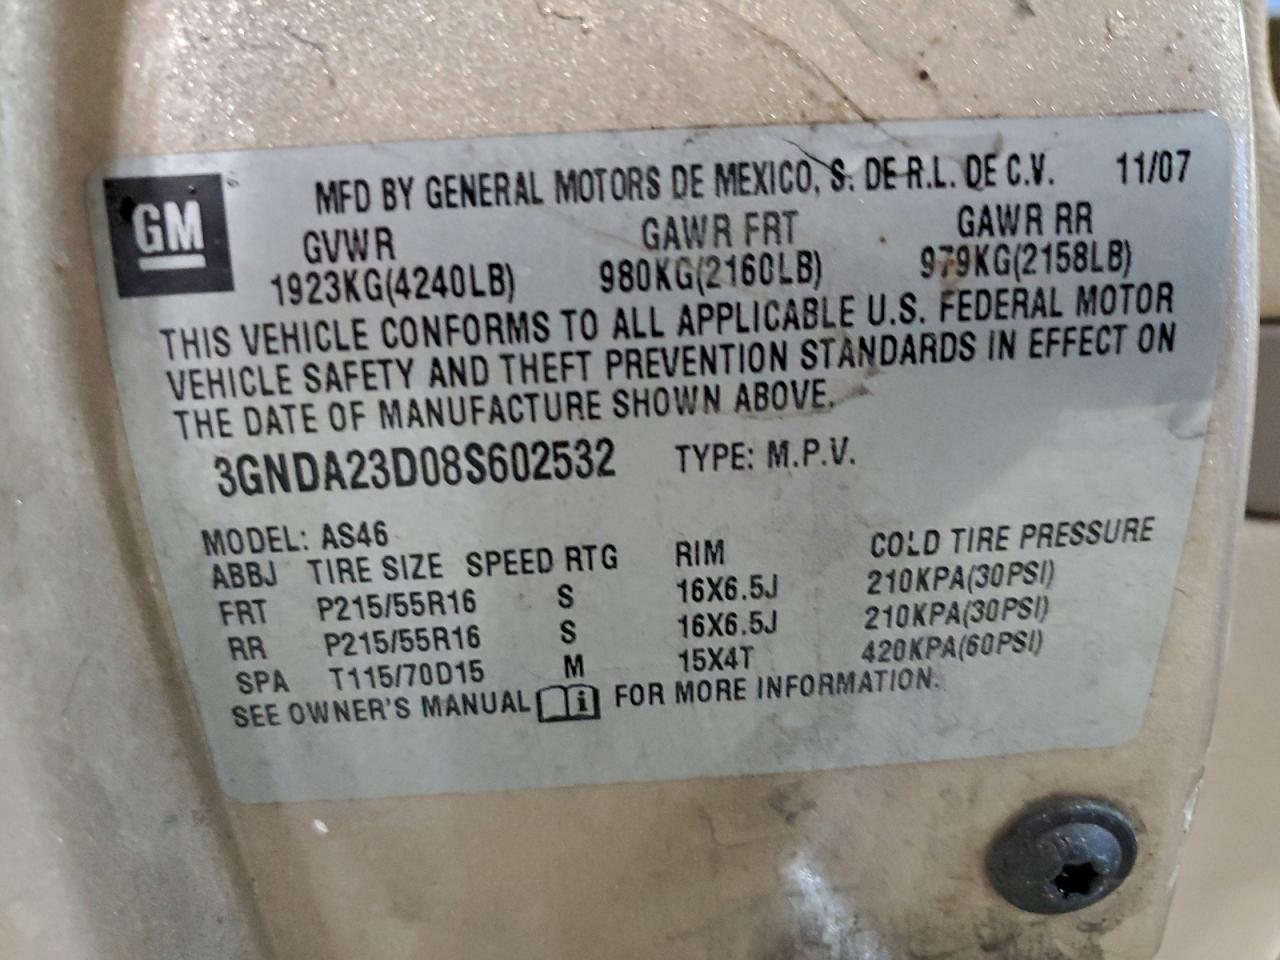 GM
MFD BY GENERAL MOTORS DE MEXICO, S. DE R.L. DE C.V. 11/07
GVWR GAWR FRT GAWR RR
1923KG(4240LB) 980KG(2160LB) 979KG(2158LB)
THIS VEHICLE CONFORMS TO ALL APPLICABLE U.S. FEDERAL MOTOR
VEHICLE SAFETY AND THEFT PREVENTION STANDARDS IN EFFECT ON
THE DATE OF MANUFACTURE SHOWN ABOVE.
3GNDA23D08S602532 TYPE: M.P.V.
MODEL: AS46
ABBJ TIRE SIZE SPEED RTG RIM COLD TIRE PRESSURE
FRT P215/55R16 S 16X6.5J 210KPA(30PSI)
RR P215/55R16 S 16X6.5J 210KPA(30PSI)
SPA T115/70D15 M 15X4T 420KPA(60PSI)
SEE OWNER'S MANUAL i FOR MORE INFORMATION.